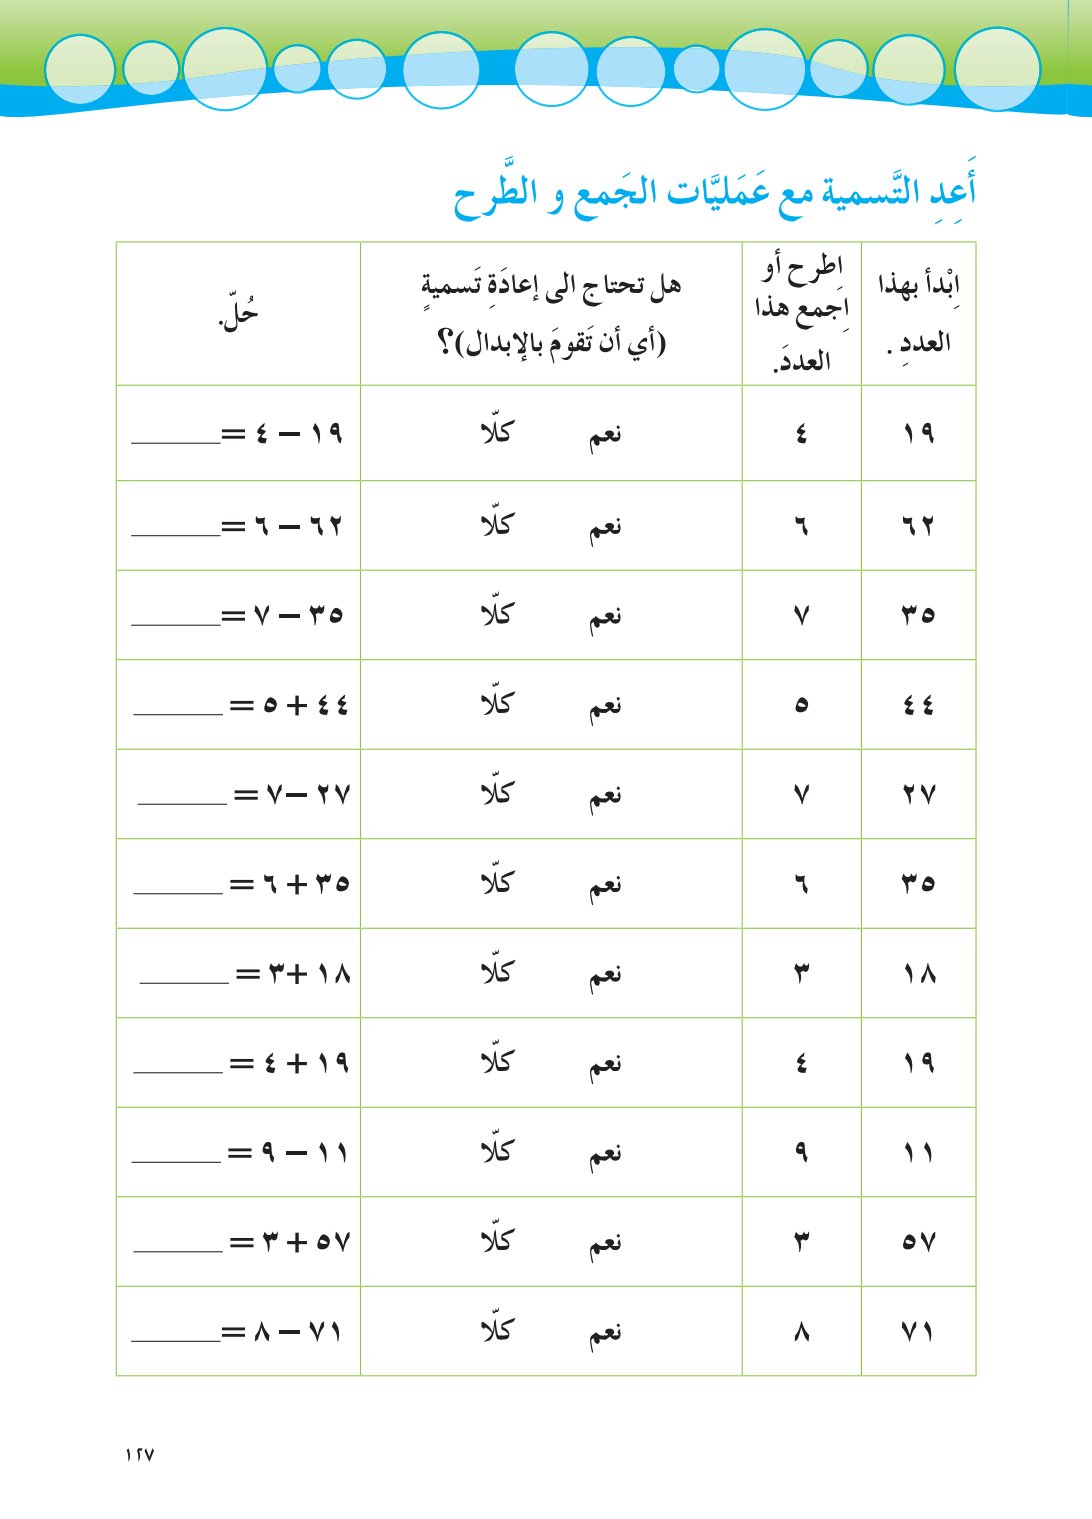 أَعِدِ التَّسمية مع عَمَليَّات الجَمع و الطَّرح
اِبْدأ بهذا العددِ . | اِطرح أو اِجمع هذا العددَ. | هل تحتاج الى إعادَةِ تَسميةٍ (أي أن تَقومَ بالإبدال)؟ | حُلّ.
١٩ | ٤ | نعم كلّا | ١٩ – ٤ = ______
٦٢ | ٦ | نعم كلّا | ٦٢ – ٦ = ______
٣٥ | ٧ | نعم كلّا | ٣٥ – ٧ = ______
٤٤ | ٥ | نعم كلّا | ٤٤ + ٥ = ______
٢٧ | ٧ | نعم كلّا | ٢٧ – ٧ = ______
٣٥ | ٦ | نعم كلّا | ٣٥ + ٦ = ______
١٨ | ٣ | نعم كلّا | ١٨ + ٣ = ______
١٩ | ٤ | نعم كلّا | ١٩ + ٤ = ______
١١ | ٩ | نعم كلّا | ١١ – ٩ = ______
٥٧ | ٣ | نعم كلّا | ٥٧ + ٣ = ______
٧١ | ٨ | نعم كلّا | ٧١ – ٨ = ______
١٢٧